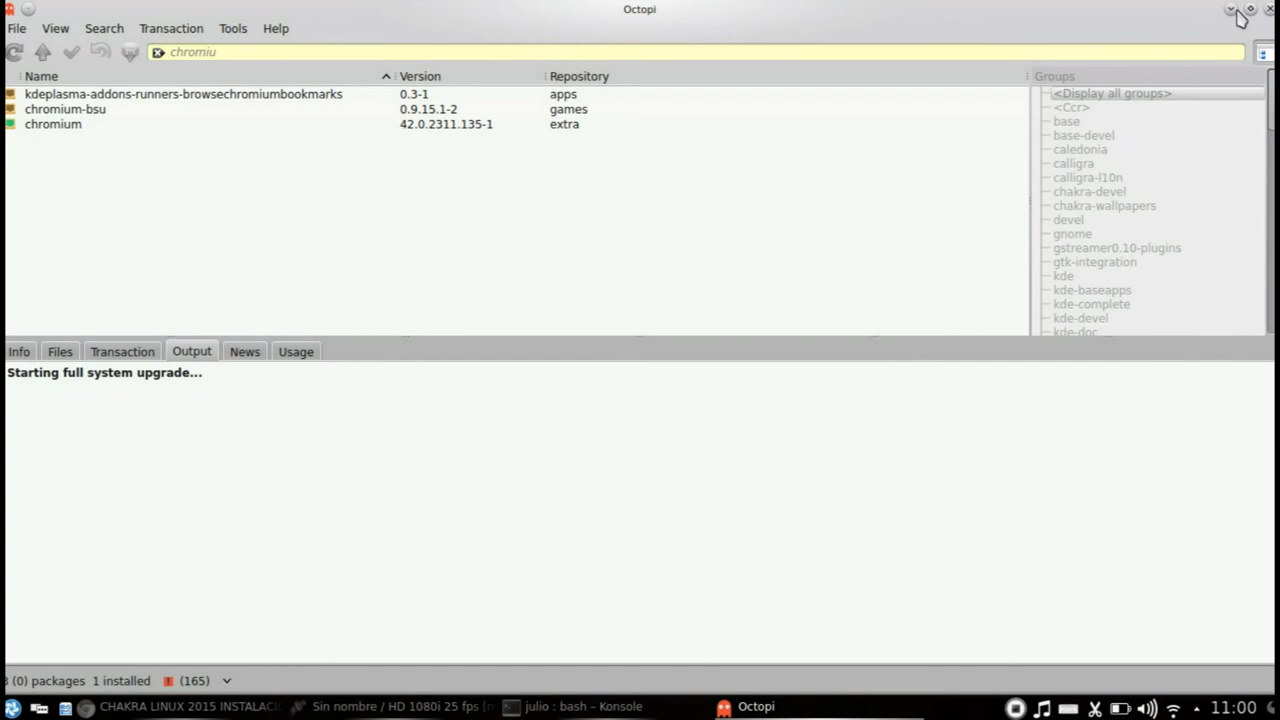 Octopi
File View Search Transaction Tools Help
chromiu
Name Version Repository Groups
kdeplasma-addons-runners-browsechromiumbookmarks 0.3-1 apps
chromium-bsu 0.9.15.1-2 games
chromium 42.0.2311.135-1 extra
<Display all groups>
<Ccr>
base
base-devel
caledonia
calligra
calligra-l10n
chakra-devel
chakra-wallpapers
devel
gnome
gstreamer0.10-plugins
gtk-integration
kde
kde-baseapps
kde-complete
kde-devel
kde-doc
Info Files Transaction Output News Usage
Starting full system upgrade...
(0) packages 1 installed (165)
CHAKRA LINUX 2015 INSTALACI Sin nombre / HD 1080i 25 fps [ julio : bash – Konsole Octopi 11:00